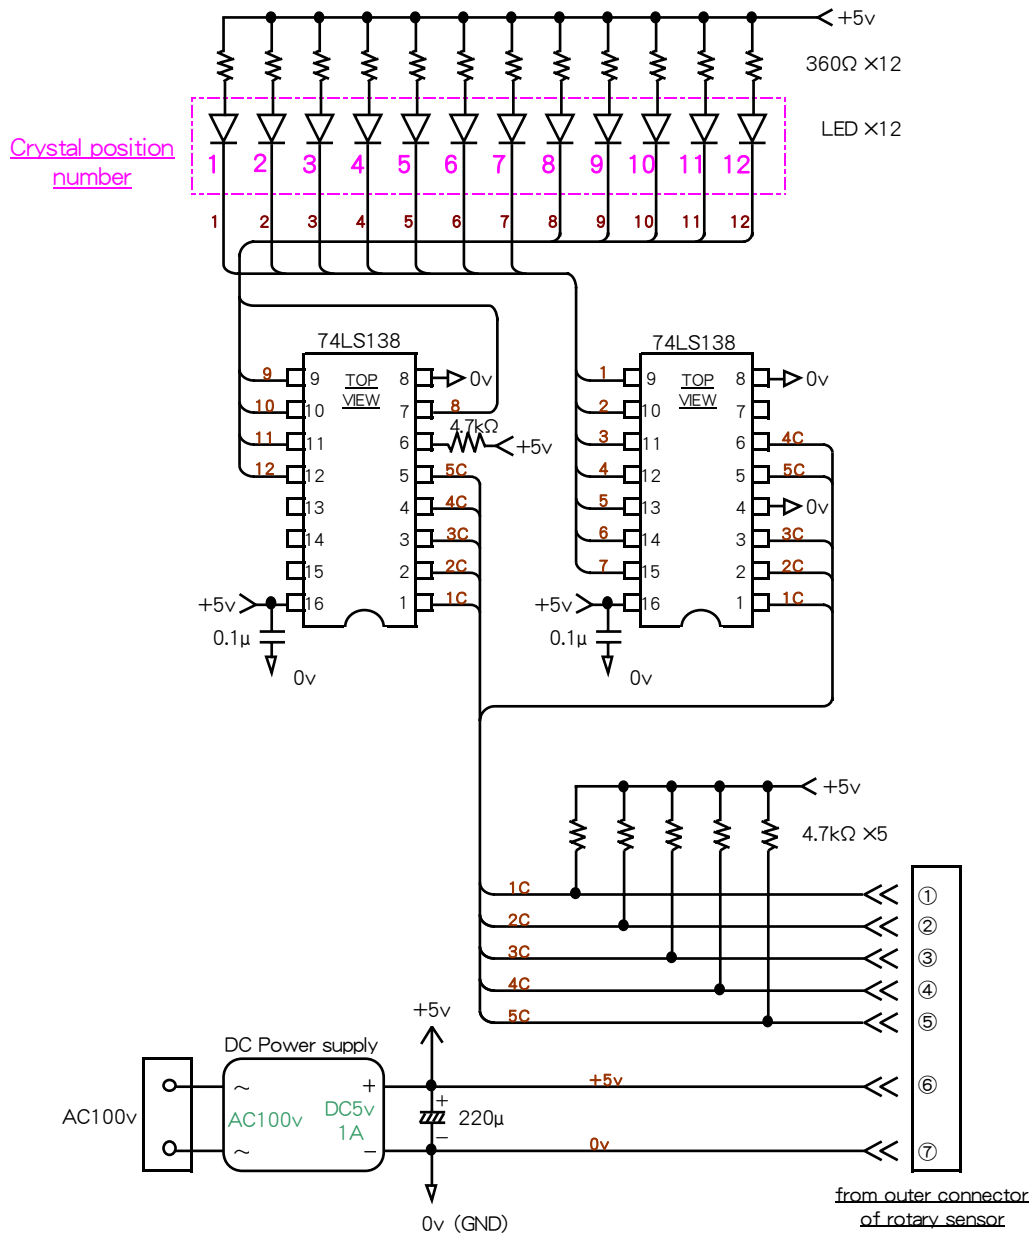 +5v
360Ω ×12
LED ×12
Crystal position
number
1 2 3 4 5 6 7 8 9 10 11 12
1 2 3 4 5 6 7 8 9 10 11 12
74LS138
74LS138
9 9 TOP 8 0v
1 9 TOP 8 0v
10 10 VIEW 7 8
2 10 VIEW 7
4.7kΩ
11 11 6 +5v
3 11 6 4C
12 12 5 5C
4 12 5 5C
13 4 4C
5 13 4 0v
14 3 3C
6 14 3 3C
15 2 2C
7 15 2 2C
+5v 16 1 1C
+5v 16 1 1C
0.1μ
0.1μ
0v
0v
+5v
4.7kΩ ×5
1C ①
2C ②
3C ③
4C ④
5C ⑤
+5v
DC Power supply
~ + +5v ⑥
AC100v
AC100v
DC5v
1A
+
220μ
−
~ − 0v ⑦
from outer connector
of rotary sensor
0v (GND)